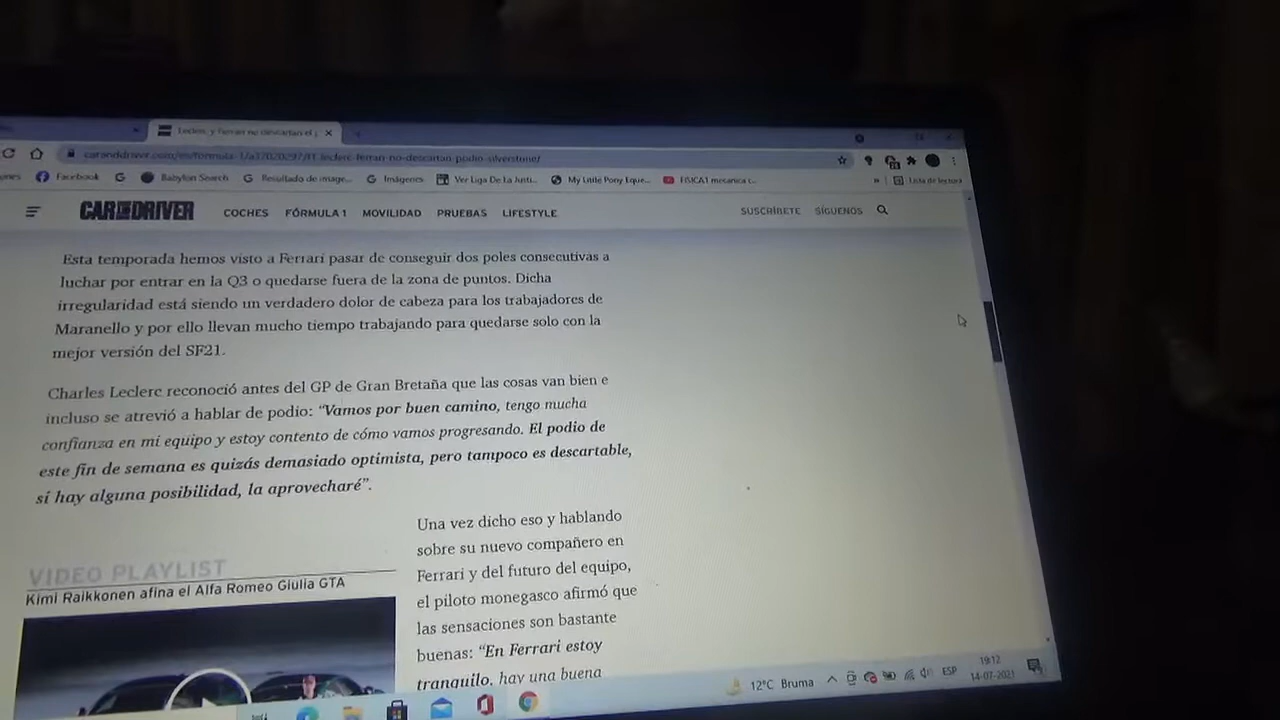 Leclerc y Ferrari no descartan el
caranddriver.com/es/formula-1/a37020297/f1-leclerc-ferrari-no-descartan-podio-silverstone/
Facebook
Babylon Search
Resultado de image...
Imágenes
Ver Liga De La Justi...
My Little Pony Eque...
FISICA1 mecanica c...
»
Lista de lectura
CAR AND DRIVER
COCHES FÓRMULA 1 MOVILIDAD PRUEBAS LIFESTYLE
SUSCRÍBETE SÍGUENOS
Esta temporada hemos visto a Ferrari pasar de conseguir dos poles consecutivas a
luchar por entrar en la Q3 o quedarse fuera de la zona de puntos. Dicha
irregularidad está siendo un verdadero dolor de cabeza para los trabajadores de
Maranello y por ello llevan mucho tiempo trabajando para quedarse solo con la
mejor versión del SF21.
Charles Leclerc reconoció antes del GP de Gran Bretaña que las cosas van bien e
incluso se atrevió a hablar de podio: “Vamos por buen camino, tengo mucha
confianza en mi equipo y estoy contento de cómo vamos progresando. El podio de
este fin de semana es quizás demasiado optimista, pero tampoco es descartable,
si hay alguna posibilidad, la aprovecharé”.
Una vez dicho eso y hablando
sobre su nuevo compañero en
Ferrari y del futuro del equipo,
el piloto monegasco afirmó que
las sensaciones son bastante
buenas: “En Ferrari estoy
tranquilo, hay una buena
VIDEO PLAYLIST
Kimi Raikkonen afina el Alfa Romeo Giulia GTA
12°C Bruma
ESP
19:12
14-07-2021